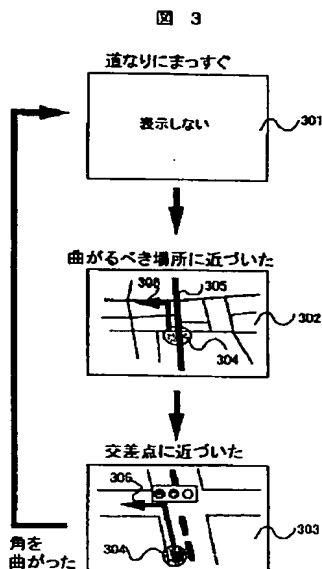 図 3
道なりにまっすぐ
表示しない
301
曲がるべき場所に近づいた
306
305
302
304
交差点に近づいた
306
304
303
角を
曲がった